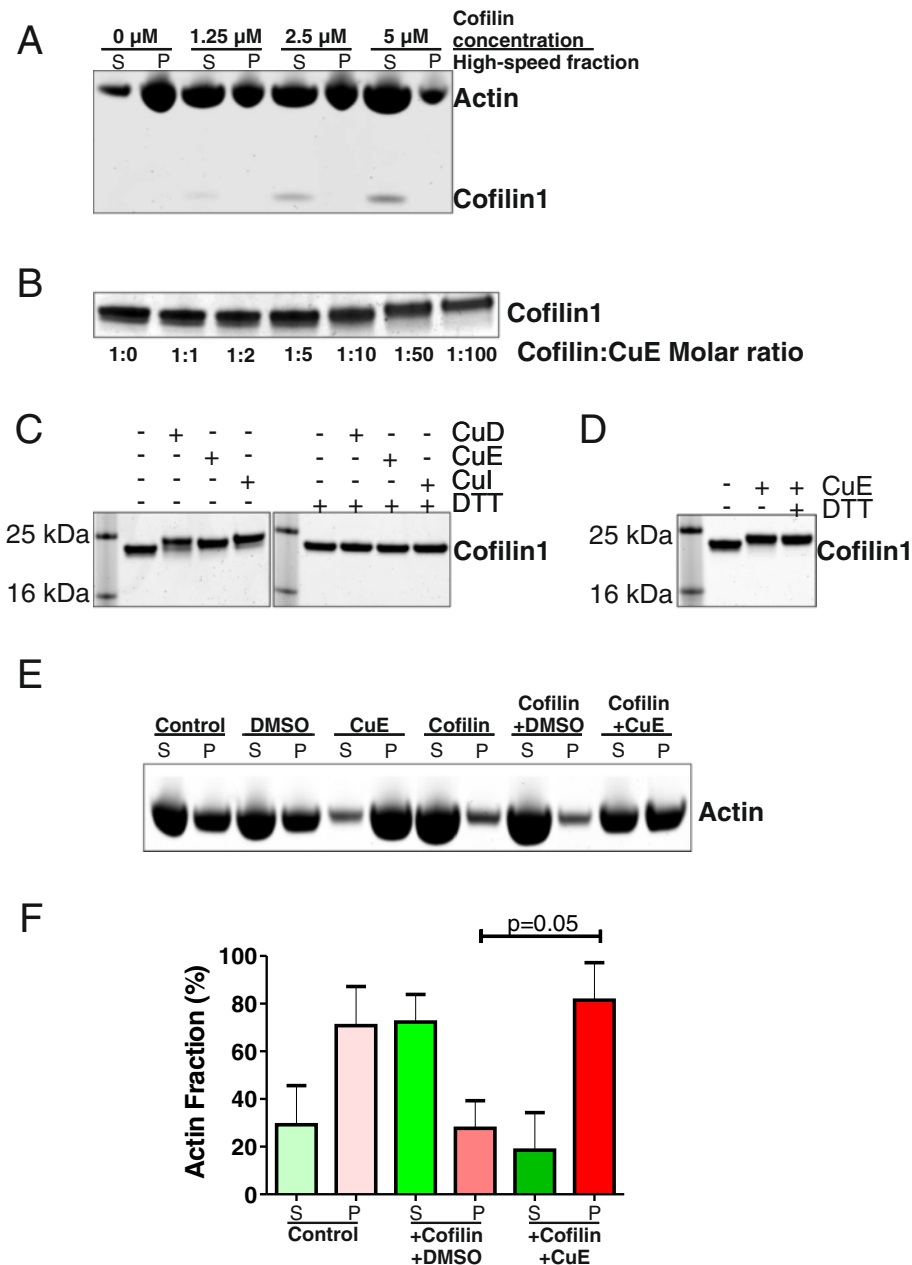 A
0 µM 1.25 µM 2.5 µM 5 µM Cofilin concentration
S P S P S P S P High-speed fraction
Actin
Cofilin1
B
Cofilin1
1:0 1:1 1:2 1:5 1:10 1:50 1:100 Cofilin:CuE Molar ratio
C
- + - - - + - - CuD
- - + - - - + - CuE
- - - + - - - + CuI
- - - - + + + + DTT
25 kDa
Cofilin1
16 kDa
D
- + + CuE
- - + DTT
25 kDa
Cofilin1
16 kDa
E
Control DMSO CuE Cofilin Cofilin +DMSO Cofilin +CuE
S P S P S P S P S P S P
Actin
F
p=0.05
Actin Fraction (%)
100
80
60
40
20
0
S P S P S P
Control +Cofilin +DMSO +Cofilin +CuE